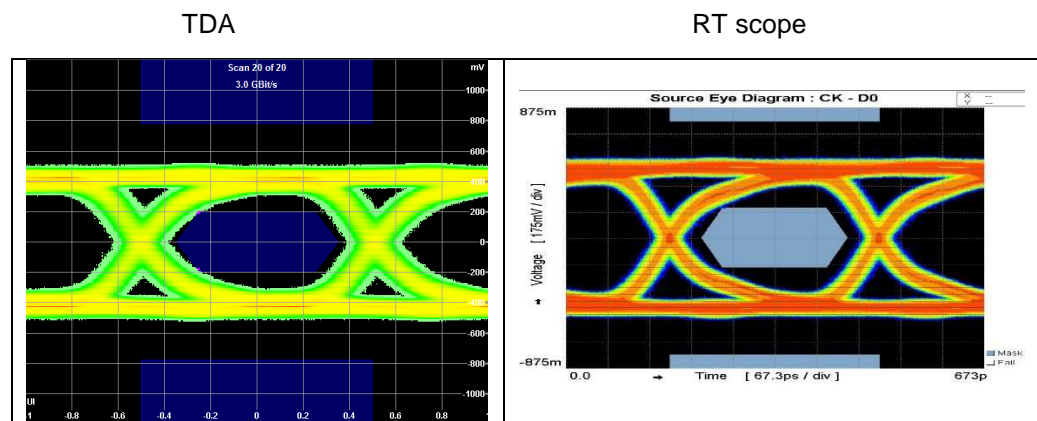 TDA
RT scope
Scan 20 of 20
3.0 GBit/s
mV
1000
800
600
400
200
0
-200
-400
-600
-800
-1000
UI
-1 -0.8 -0.6 -0.4 -0.2 0 0.2 0.4 0.6 0.8
Source Eye Diagram : CK - D0
X: --
Y: --
875m
Voltage [ 175mV / div ]
-875m
0.0
Time [ 67.3ps / div ]
673p
Mask
Fail